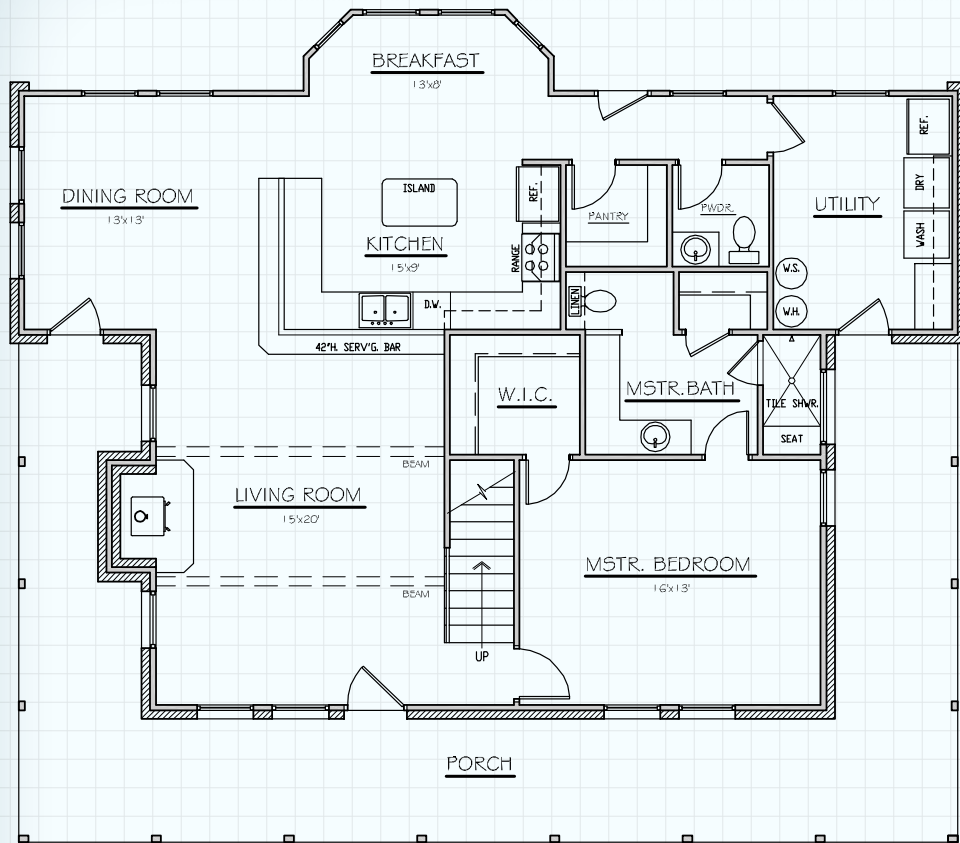 BREAKFAST
13'x8'
REF.
ISLAND
REF.
DRY
DINING ROOM
13'x13'
PANTRY
PWDR.
UTILITY
WASH
KITCHEN
15'x9'
RANGE
W.S.
LINEN
D.W.
W.H.
42"H. SERV'G. BAR
MSTR.BATH
W.I.C.
TILE SHWR.
SEAT
BEAM
LIVING ROOM
15'x20'
MSTR. BEDROOM
16'x13'
BEAM
UP
PORCH